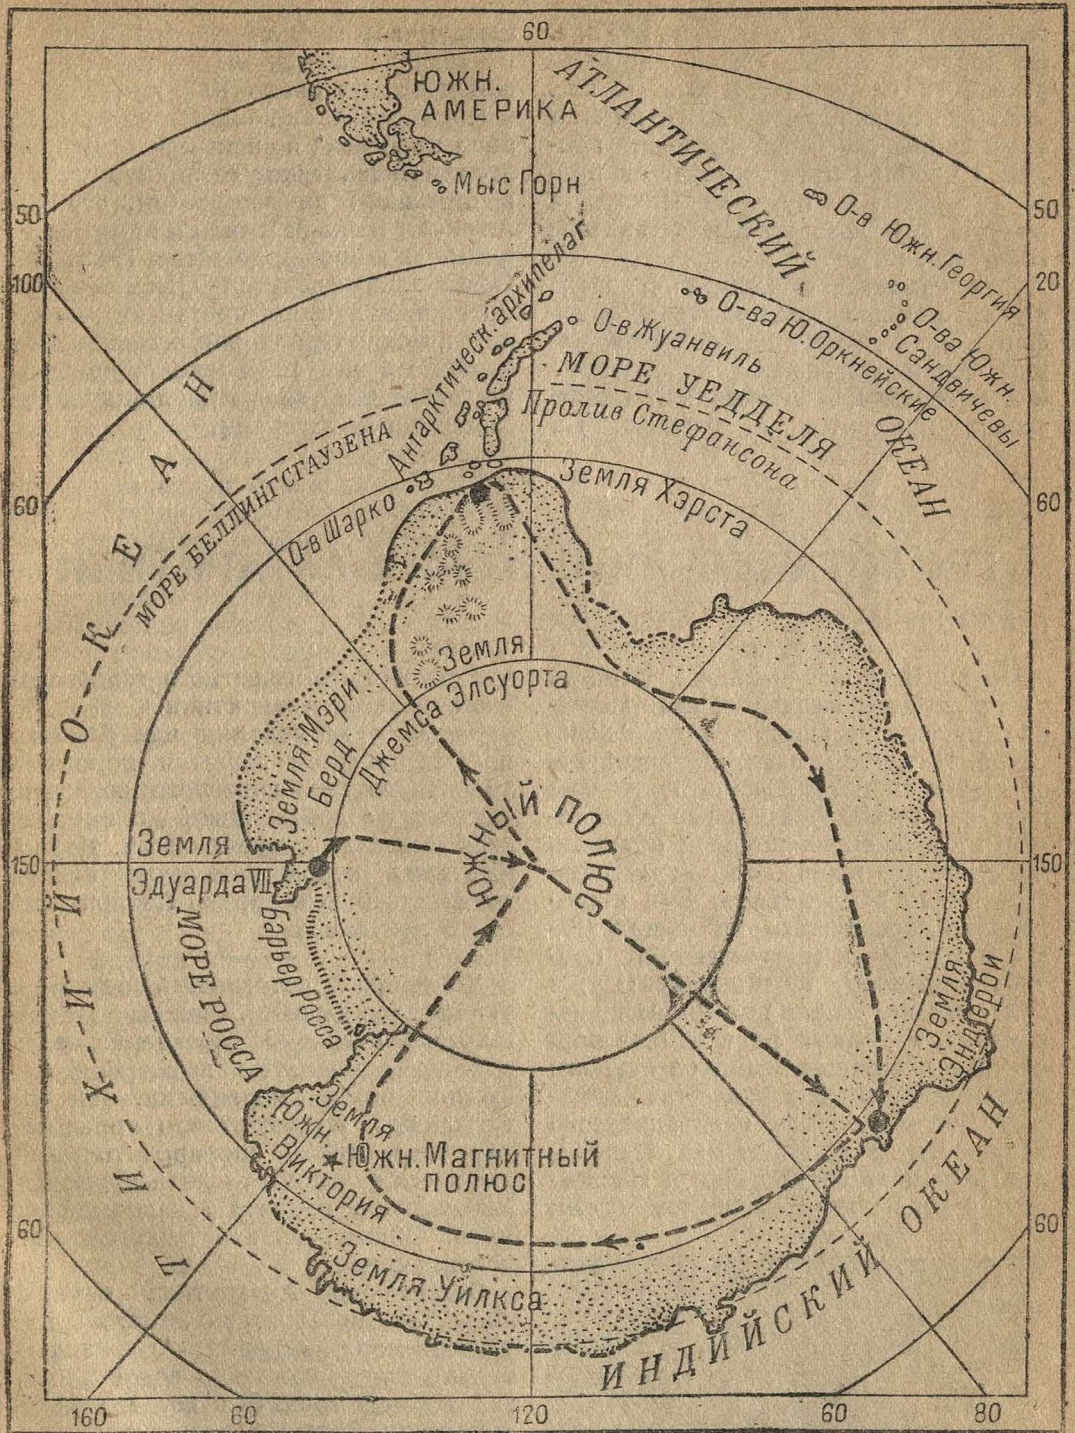 60
ЮЖН.
АМЕРИКА
АТЛАНТИЧЕСКИЙ
ОКЕАН
Мыс Горн
О-в Южн. Георгия
50
50
100
20
О-ва Южн.
Сандвичевы
О-ва Ю. Оркнейские
Антарктическ. архипелаг
О-в Жуанвиль
МОРЕ УЕДДЕЛЯ
Пролив Стефансона
Земля Хэрста
МОРЕ БЕЛЛИНГСГАУЗЕНА
О-в Шарко
60
60
ТИХИЙ ОКЕАН
Земля
Джемса Элсуорта
Земля Мэри
Берд
ЮЖНЫЙ ПОЛЮС
Земля
Эдуарда VII
150
150
МОРЕ РОССА
Барьер Росса
Земля
Эндерби
Земля
Южн.
Виктория
Южн. Магнитный
полюс
Земля Уилкса
ИНДИЙСКИЙ ОКЕАН
60
60
160
60
120
60
80